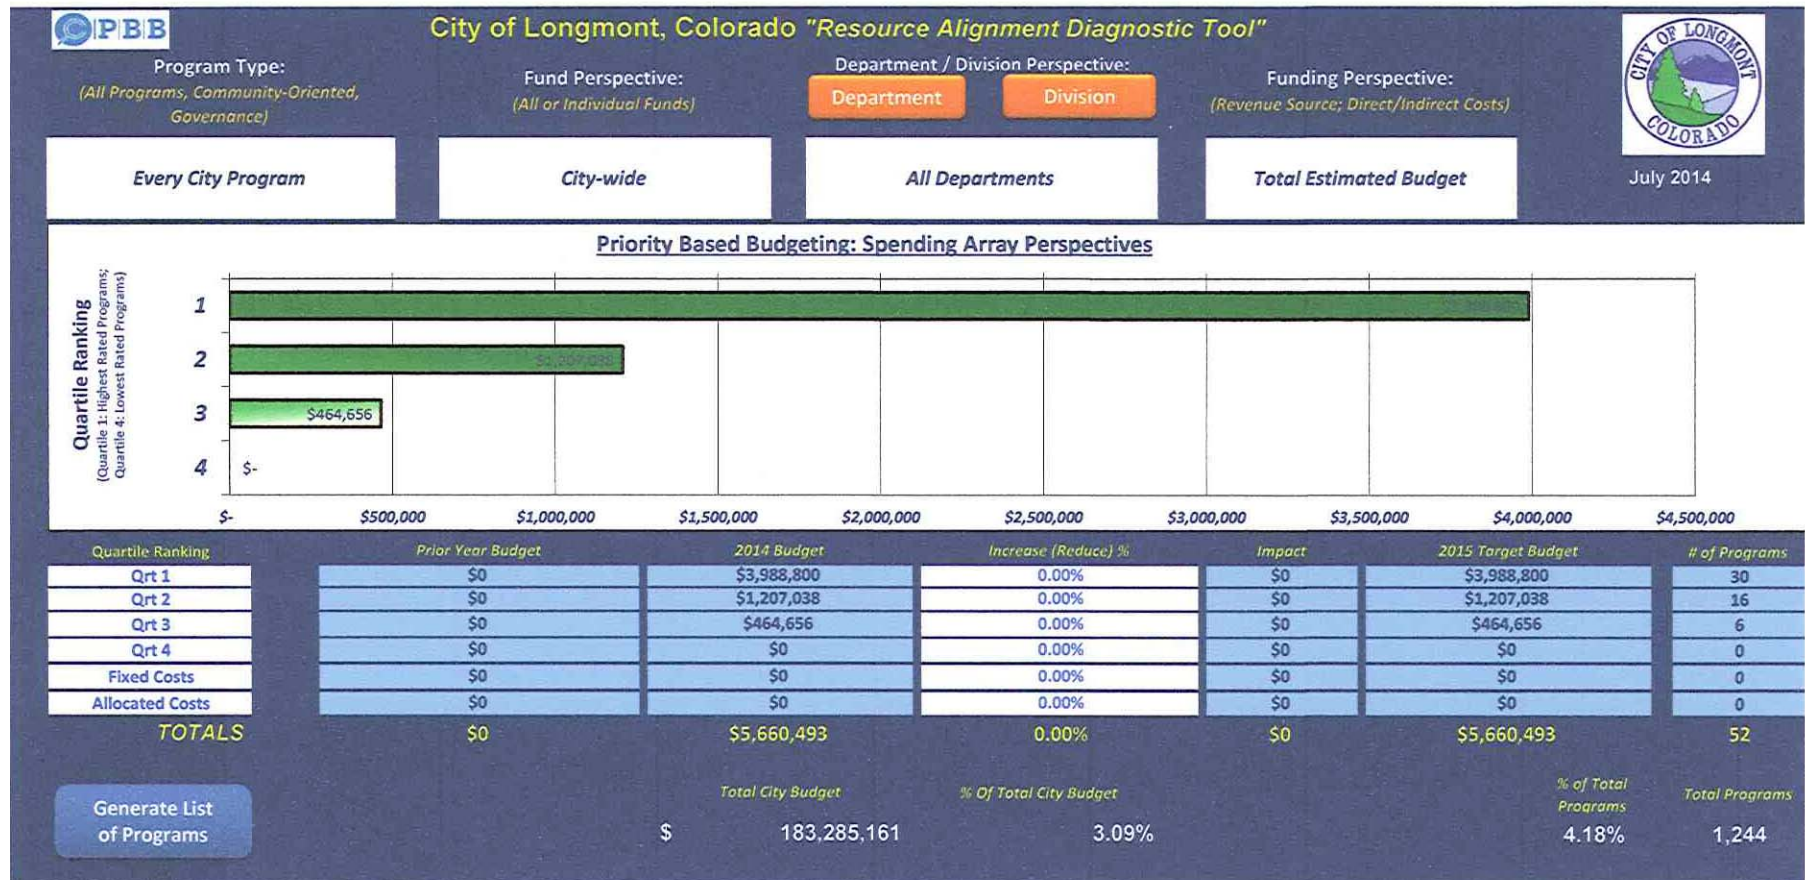 PBB
City of Longmont, Colorado "Resource Alignment Diagnostic Tool"
CITY OF LONGMONT
COLORADO
July 2014
Program Type:
(All Programs, Community-Oriented,
Governance)
Fund Perspective:
(All or Individual Funds)
Department / Division Perspective:
Department Division
Funding Perspective:
(Revenue Source; Direct/Indirect Costs)
Every City Program City-wide All Departments Total Estimated Budget
Priority Based Budgeting: Spending Array Perspectives
Quartile Ranking
(Quartile 1: Highest Rated Programs;
Quartile 4: Lowest Rated Programs)
1
2 $1,207,038
3 $464,656
4 $-
$- $500,000 $1,000,000 $1,500,000 $2,000,000 $2,500,000 $3,000,000 $3,500,000 $4,000,000 $4,500,000
Quartile Ranking Prior Year Budget 2014 Budget Increase (Reduce) % Impact 2015 Target Budget # of Programs
Qrt 1 $0 $3,988,800 0.00% $0 $3,988,800 30
Qrt 2 $0 $1,207,038 0.00% $0 $1,207,038 16
Qrt 3 $0 $464,656 0.00% $0 $464,656 6
Qrt 4 $0 $0 0.00% $0 $0 0
Fixed Costs $0 $0 0.00% $0 $0 0
Allocated Costs $0 $0 0.00% $0 $0 0
TOTALS $0 $5,660,493 0.00% $0 $5,660,493 52
Generate List
of Programs
Total City Budget % Of Total City Budget
$ 183,285,161 3.09%
% of Total
Programs
4.18%
Total Programs
1,244